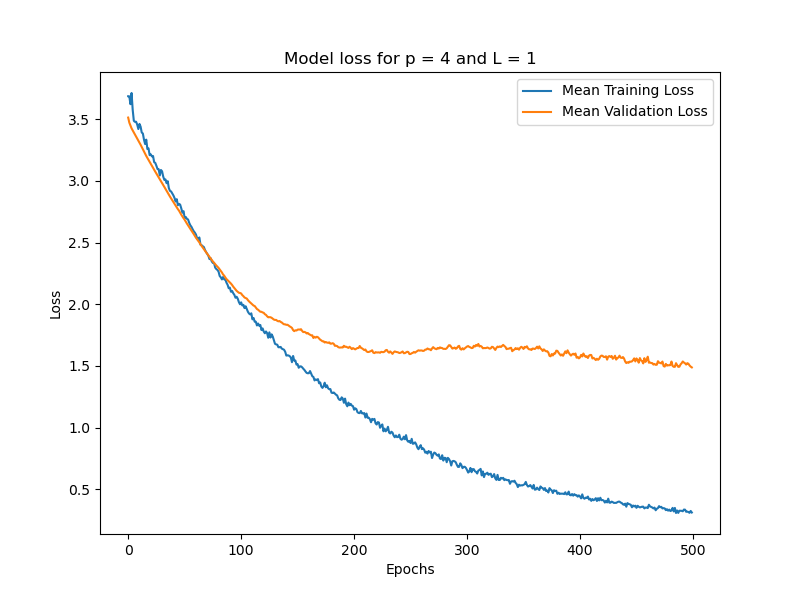 Model loss for p = 4 and L = 1
Mean Training Loss
Mean Validation Loss
3.5
3.0
2.5
2.0
1.5
1.0
0.5
Loss
0
100
200
300
400
500
Epochs